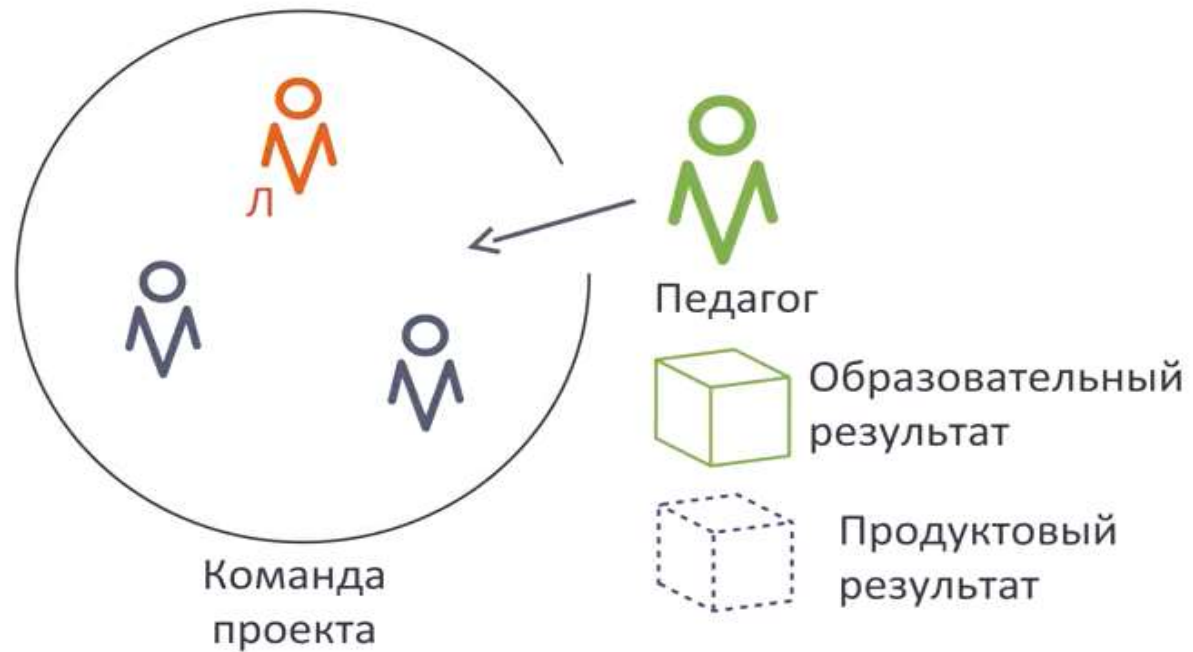 Л
Педагог
Образовательный
результат
Продуктовый
результат
Команда
проекта